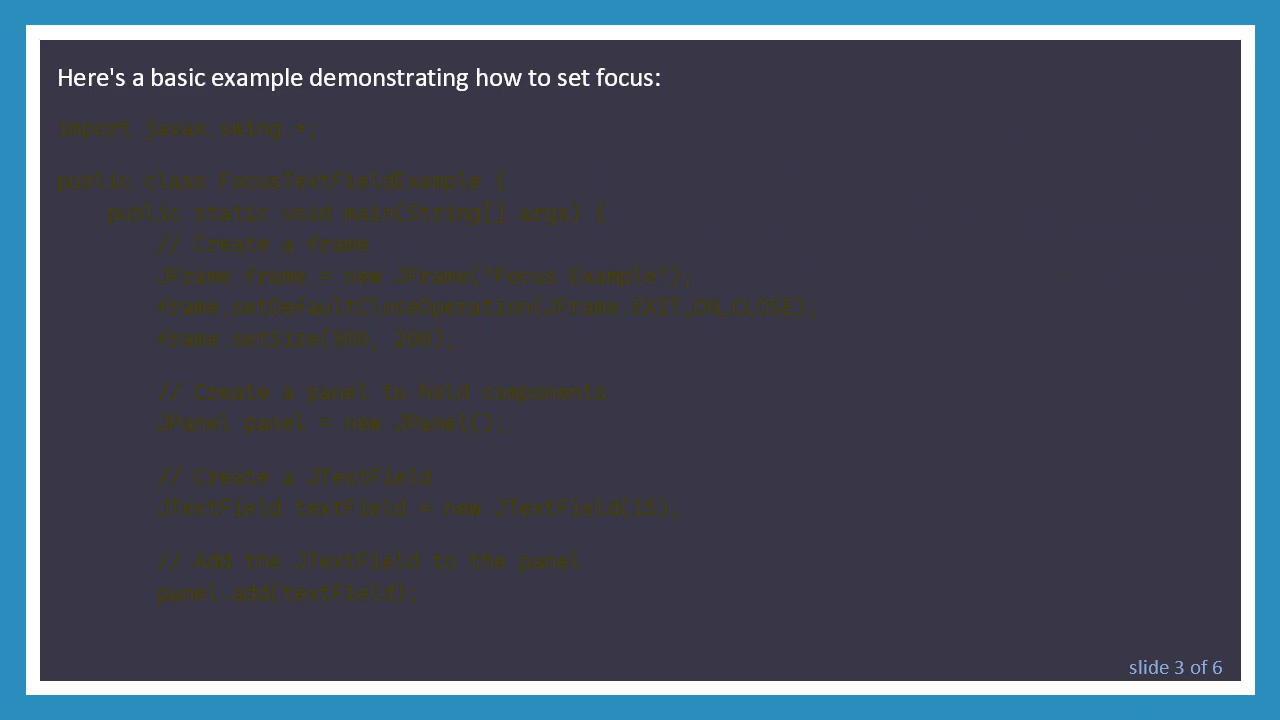 Here's a basic example demonstrating how to set focus:
import javax.swing.*;
public class FocusTextFieldExample {
public static void main(String[] args) {
// Create a frame
JFrame frame = new JFrame("Focus Example");
frame.setDefaultCloseOperation(JFrame.EXIT_ON_CLOSE);
frame.setSize(300, 200);
// Create a panel to hold components
JPanel panel = new JPanel();
// Create a JTextField
JTextField textField = new JTextField(15);
// Add the JTextField to the panel
panel.add(textField);
slide 3 of 6